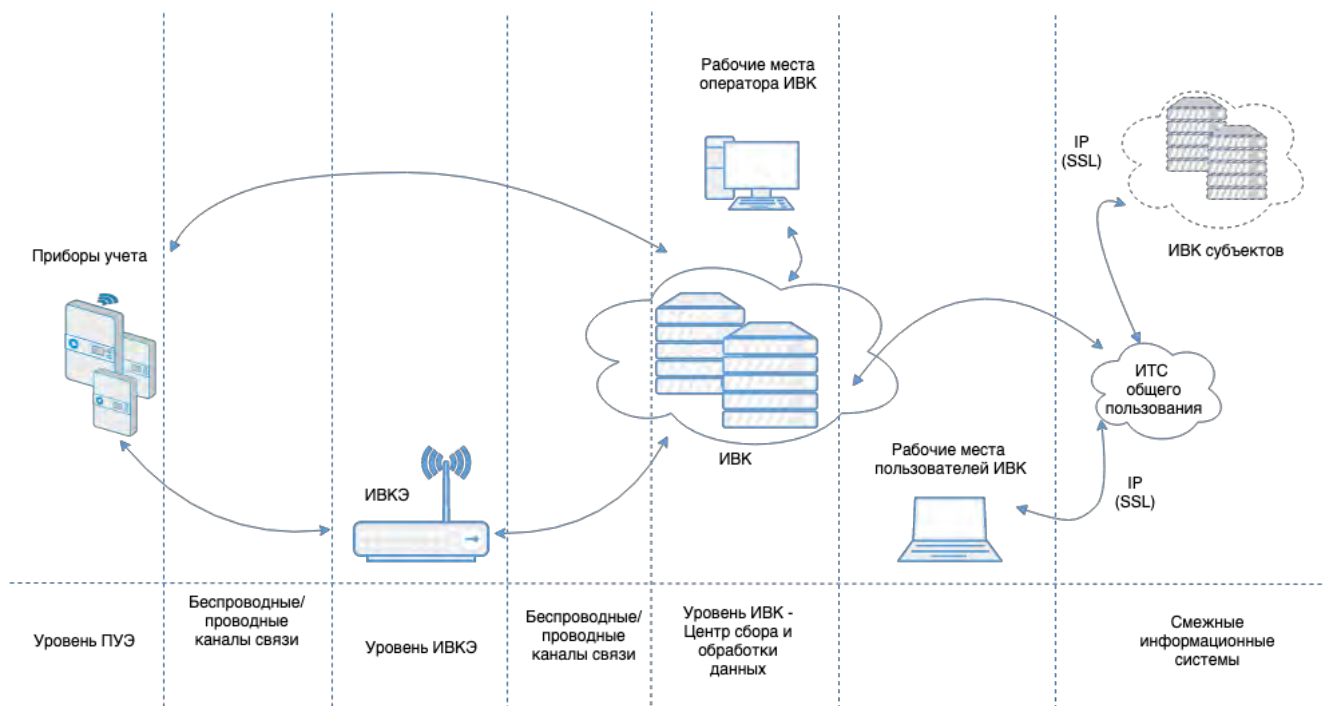 Рабочие места
оператора ИВК
IP
(SSL)
Приборы учета
ИВК субъектов
ИТС
общего
пользования
ИВК
Рабочие места
пользователей ИВК
ИВКЭ
IP
(SSL)
Уровень ПУЭ
Беспроводные/
проводные
каналы связи
Уровень ИВКЭ
Беспроводные/
проводные
каналы связи
Уровень ИВК -
Центр сбора и
обработки
данных
Смежные
информационные
системы